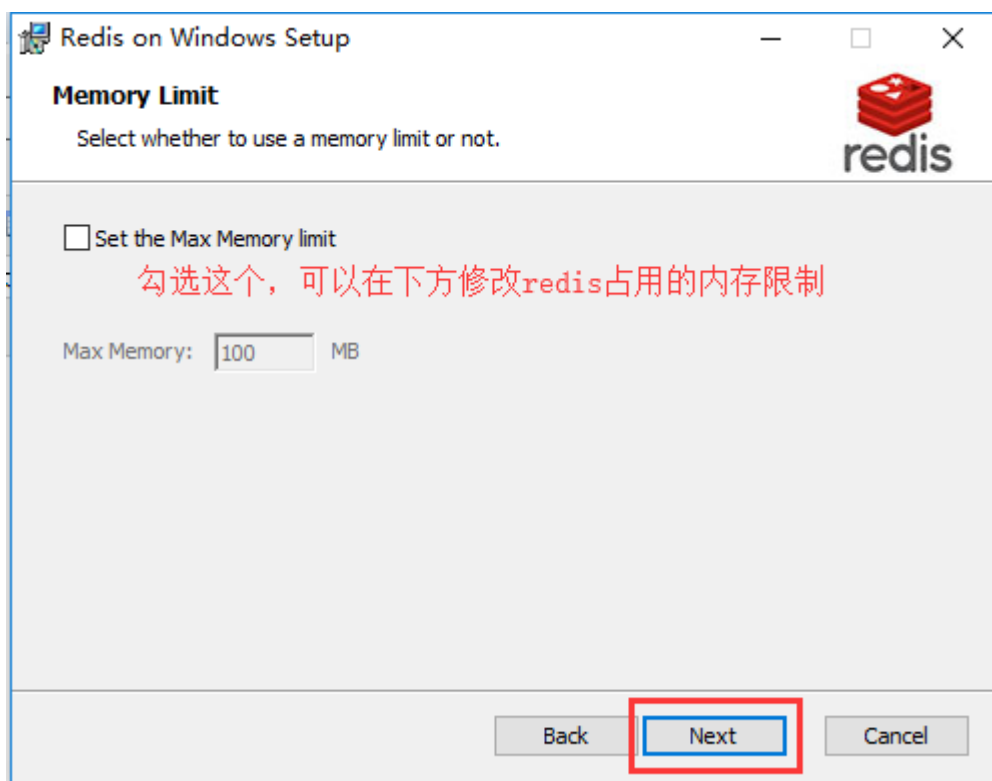 Redis on Windows Setup
Memory Limit
Select whether to use a memory limit or not.
redis
Set the Max Memory limit
勾选这个，可以在下方修改redis占用的内存限制
Max Memory: 100 MB
Back Next Cancel